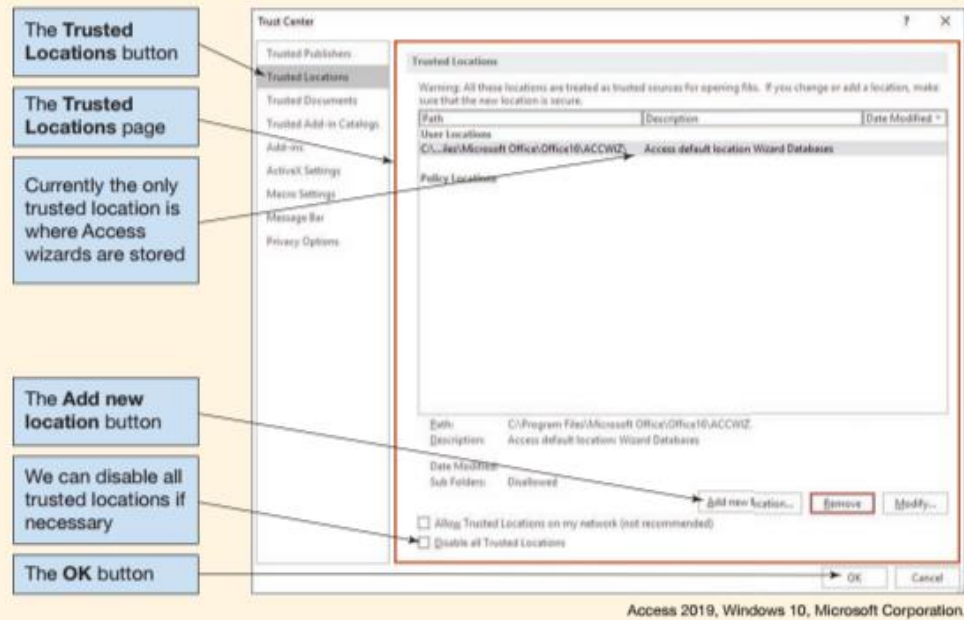 The Trusted
Locations button
The Trusted
Locations page
Currently the only
trusted location is
where Access
wizards are stored
The Add new
location button
We can disable all
trusted locations if
necessary
The OK button
Trust Center
?
Trusted Publishers
Trusted Locations
Trusted Documents
Trusted Add-in Catalogs
Add-ins
ActiveX Settings
Macro Settings
Message Bar
Privacy Options
Trusted Locations
Warning: All these locations are treated as trusted sources for opening files. If you change or add a location, make
sure that the new location is secure.
Path Description Date Modified
User Locations
C:\...iles\Microsoft Office\Office16\ACCWIZ\ Access default location Wizard Databases
Policy Locations
Path: C:\Program Files\Microsoft Office\Office16\ACCWIZ\
Description: Access default location: Wizard Databases
Date Modified:
Sub Folders: Disallowed
Add new location... Remove Modify...
Allow Trusted Locations on my network (not recommended)
Disable all Trusted Locations
OK Cancel
Access 2019, Windows 10, Microsoft Corporation